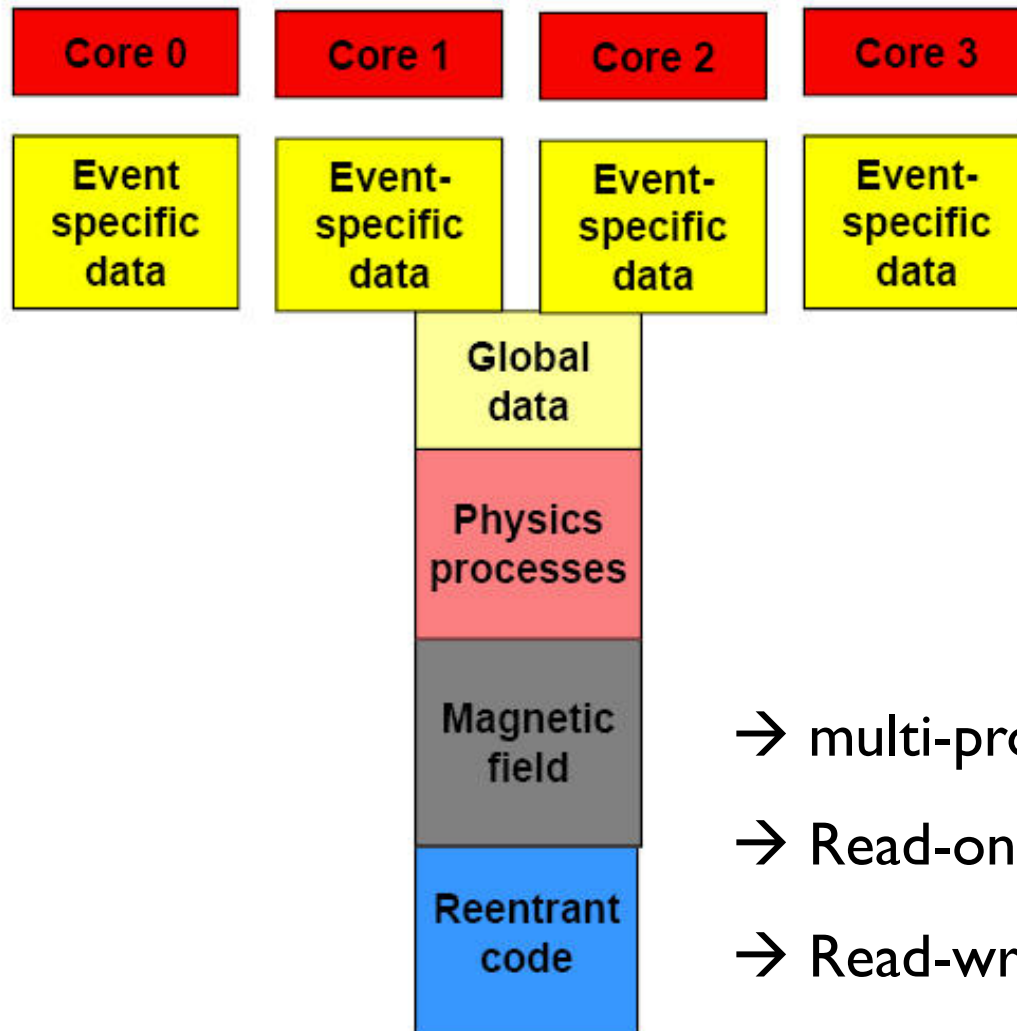 Core 0 Core 1 Core 2 Core 3
Event Event- Event- Event-
specific specific specific specific
data data data data
Global
data
Physics
processes
Magnetic
field
→ multi-pro
→ Read-on
Reentrant
code
→ Read-wr